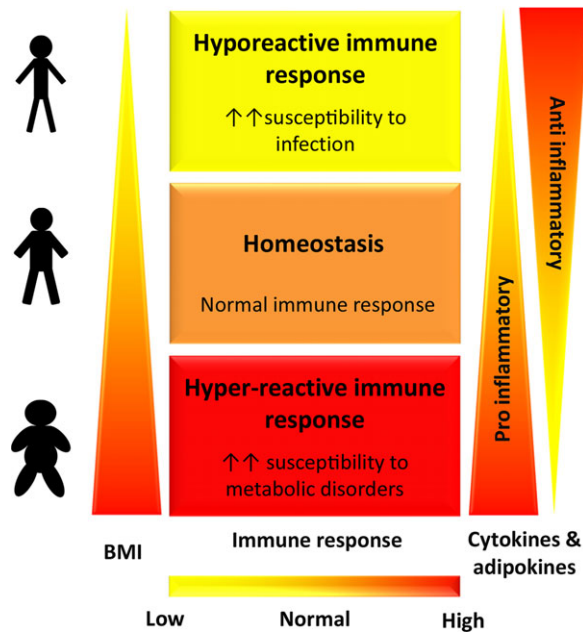 Hyporeactive immune
response
↑↑susceptibility to
infection
Homeostasis
Normal immune response
Hyper-reactive immune
response
↑↑ susceptibility to
metabolic disorders
Pro inflammatory
Anti inflammatory
BMI
Immune response
Cytokines &
adipokines
Low
Normal
High